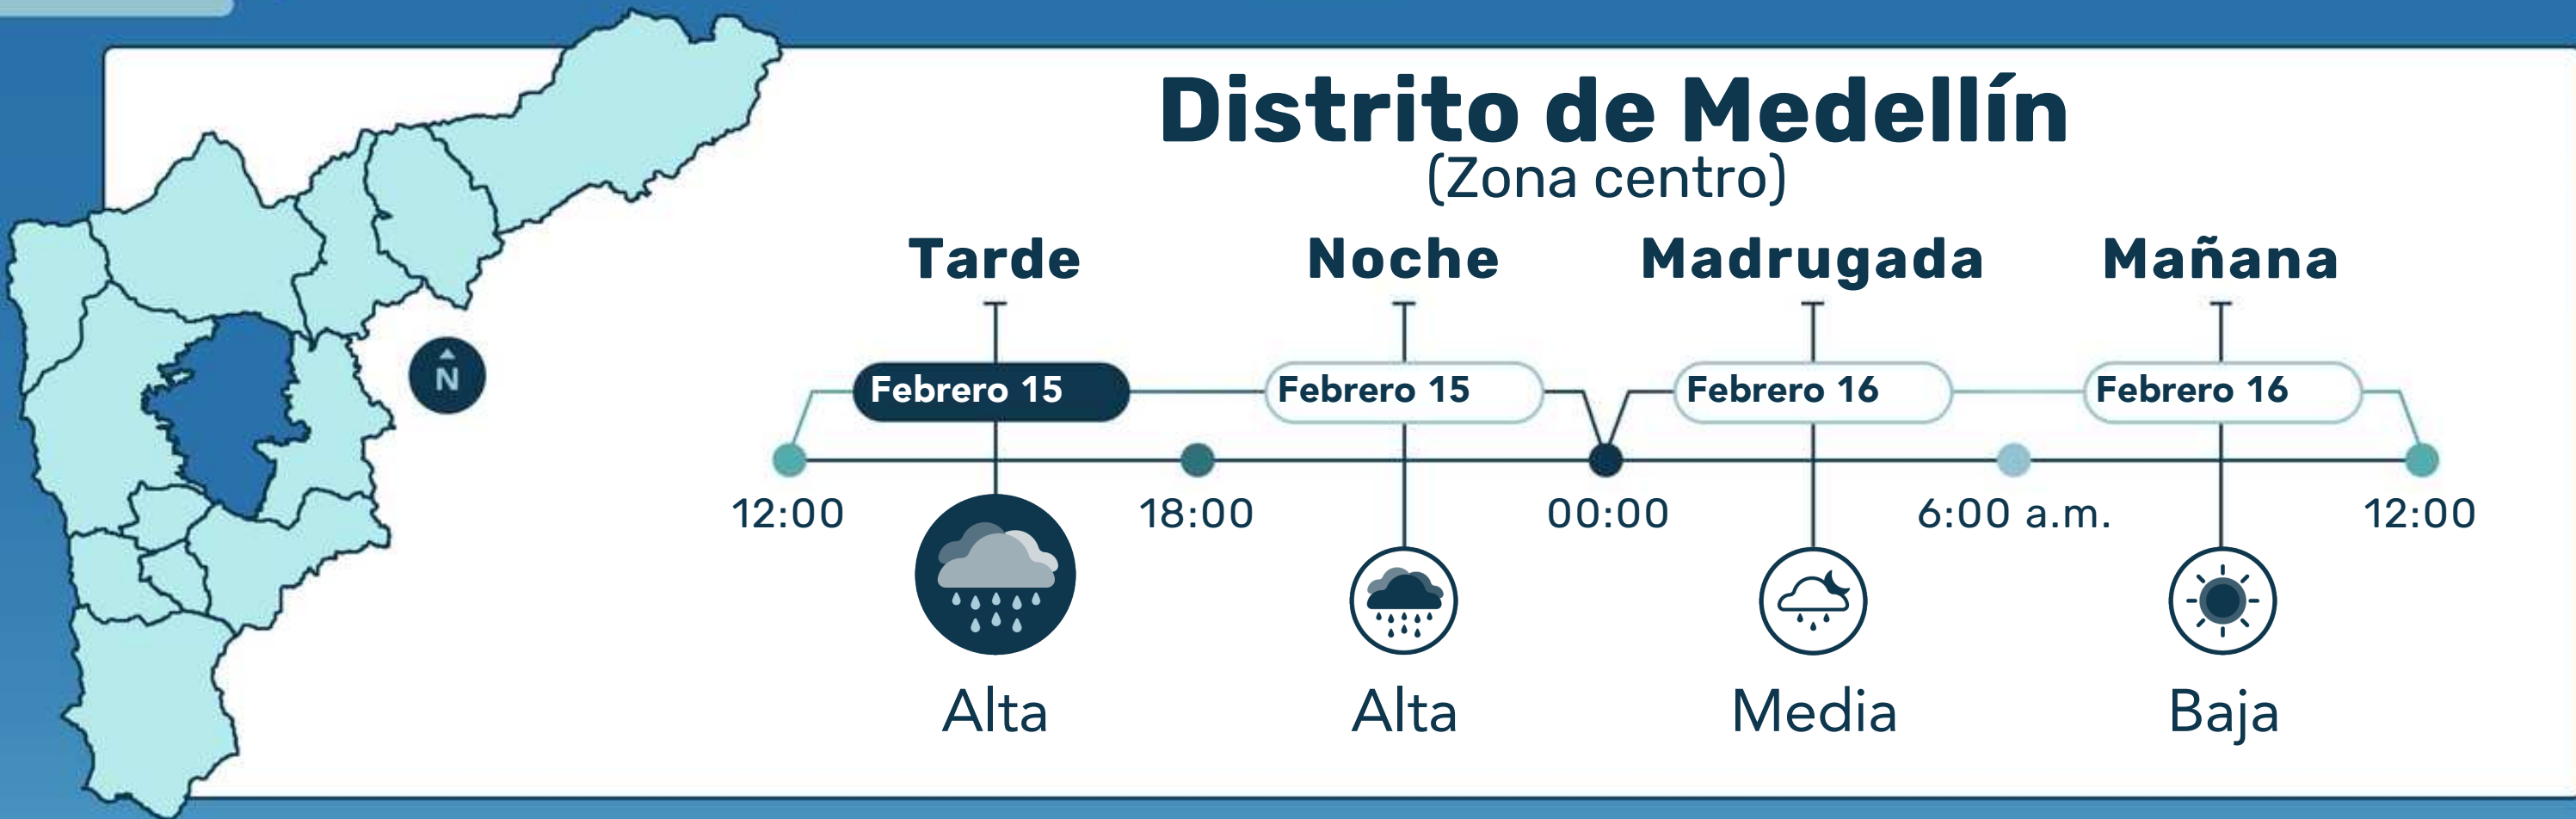 Distrito de Medellín
(Zona centro)
Tarde Noche Madrugada Mañana
Febrero 15 Febrero 15 Febrero 16 Febrero 16
N
12:00 18:00 00:00 6:00 a.m. 12:00
Alta Alta Media Baja